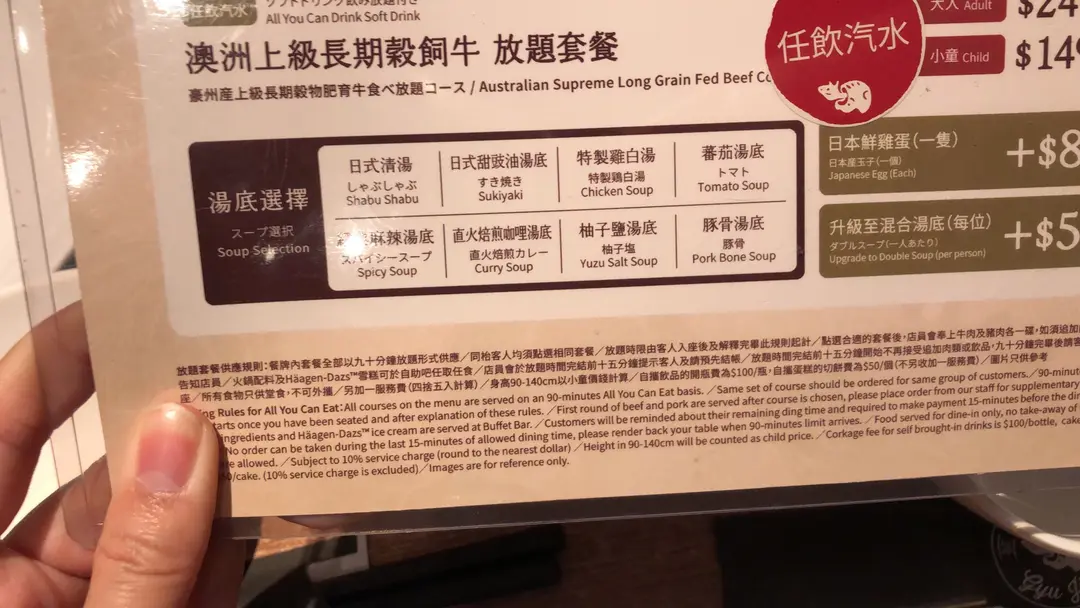 任飲汽水
ソフトドリンク飲み放題付き
All You Can Drink Soft Drink
澳洲上級長期穀飼牛 放題套餐
豪州産上級長期穀物肥育牛食べ放題コース / Australian Supreme Long Grain Fed Beef
任飲汽水
大人 Adult
小童 Child
湯底選擇
スープ選択
Soup Selection
日式清湯
しゃぶしゃぶ
Shabu Shabu
日式甜豉油湯底
すき焼き
Sukiyaki
特製雞白湯
特製鶏白湯
Chicken Soup
蕃茄湯底
トマト
Tomato Soup
麻辣湯底
スパイシースープ
Spicy Soup
直火焙煎咖喱湯底
直火焙煎カレー
Curry Soup
柚子鹽湯底
柚子塩
Yuzu Salt Soup
豚骨湯底
豚骨
Pork Bone Soup
日本鮮雞蛋(一隻)
日本産玉子(一個)
Japanese Egg (Each)
+$8
升級至混合湯底(每位)
ダブルスープ(一人あたり)
Upgrade to Double Soup (per person)
+$5
放題套餐供應規則:餐牌內套餐全部以九十分鐘放題形式供應／同枱客人均須點選相同套餐／放題時限由客人入座後及解釋完畢此規則起計／點選合適的套餐後,店員會奉上牛肉及豬肉各一碟,如須追加
告知店員／火鍋配料及Häagen-Dazs™雪糕可於自助吧任取任食／店員會於放題時間完結前十五分鐘提示客人及請預先結帳／放題時間完結前十五分鐘開始不再接受追加肉類或飲品,九十分鐘完畢後請
座／所有食物只供堂食,不可外攜／另加一服務費(四捨五入計算)／身高90-140cm以小童價錢計算／自攜飲品的開瓶費為$100/瓶,自攜蛋糕的切餅費為$50/個(不另收加一服務費)／圖片只供參考
ng Rules for All You Can Eat:All courses on the menu are served on an 90-minutes All You Can Eat basis.／Same set of course should be ordered for same group of customers.／90-minute
arts once you have been seated and after explanation of these rules.／First round of beef and pork are served after course is chosen, please place order from our staff for supplementary
ingredients and Häagen-Dazs™ ice cream are served at Buffet Bar.／Customers will be reminded about their remaining ding time and required to make payment 15-minutes before the di
No order can be taken during the last 15-minutes of allowed dining time, please render back your table when 90-minutes limit arrives.／Food served for dine-in only, no take-away of
e allowed.／Subject to 10% service charge (round to the nearest dollar)／Height in 90-140cm will be counted as child price.／Corkage fee for self brought-in drinks is $100/bottle, cake
0/cake. (10% service charge is excluded)／Images are for reference only.